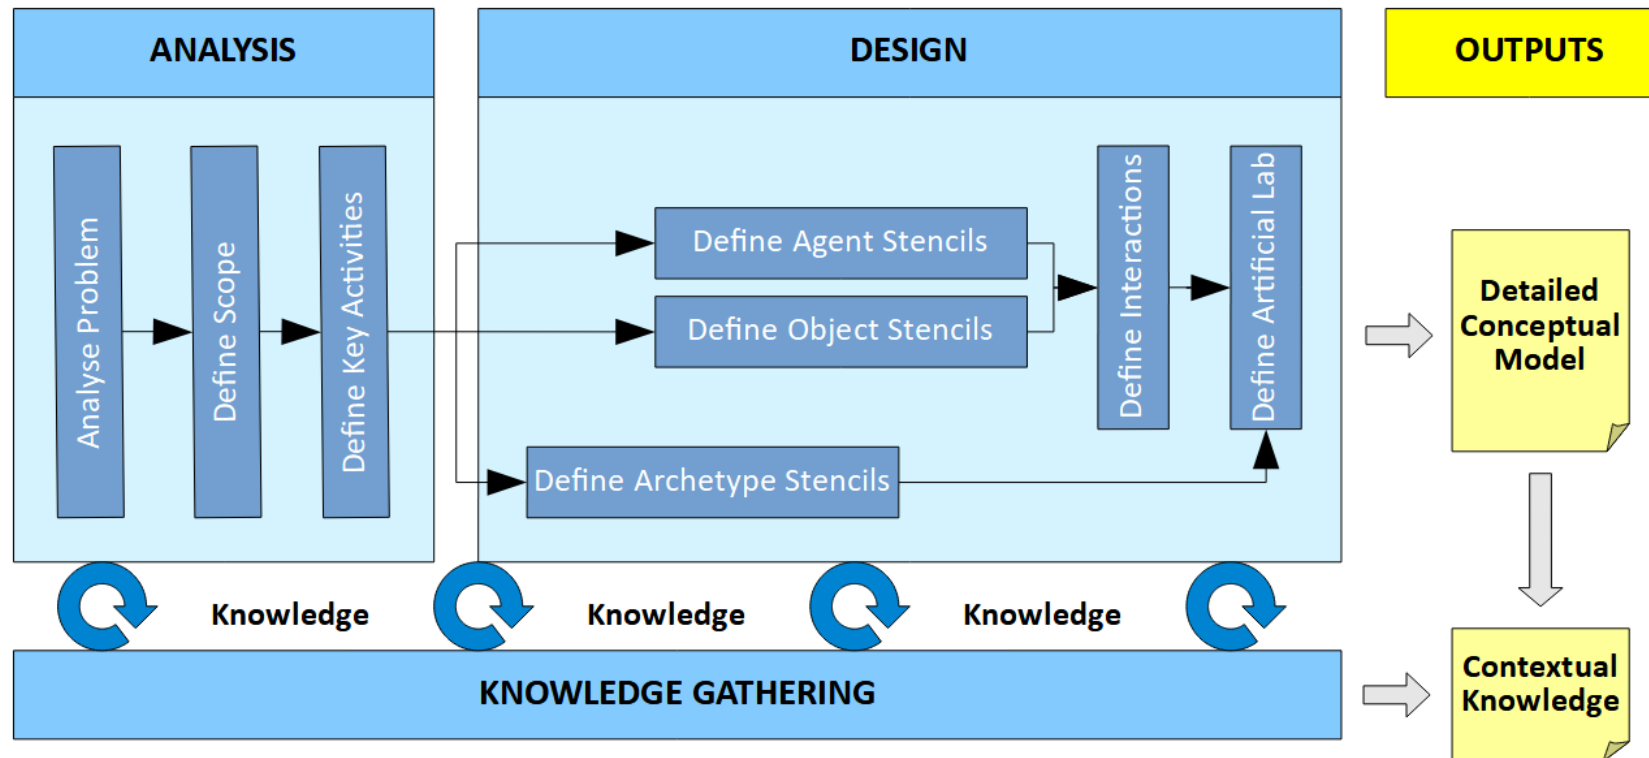 ANALYSIS
DESIGN
OUTPUTS
Analyse Problem
Define Scope
Define Key Activities
Define Agent Stencils
Define Object Stencils
Define Archetype Stencils
Define Interactions
Define Artificial Lab
Detailed
Conceptual
Model
Knowledge
Knowledge
Knowledge
KNOWLEDGE GATHERING
Contextual
Knowledge